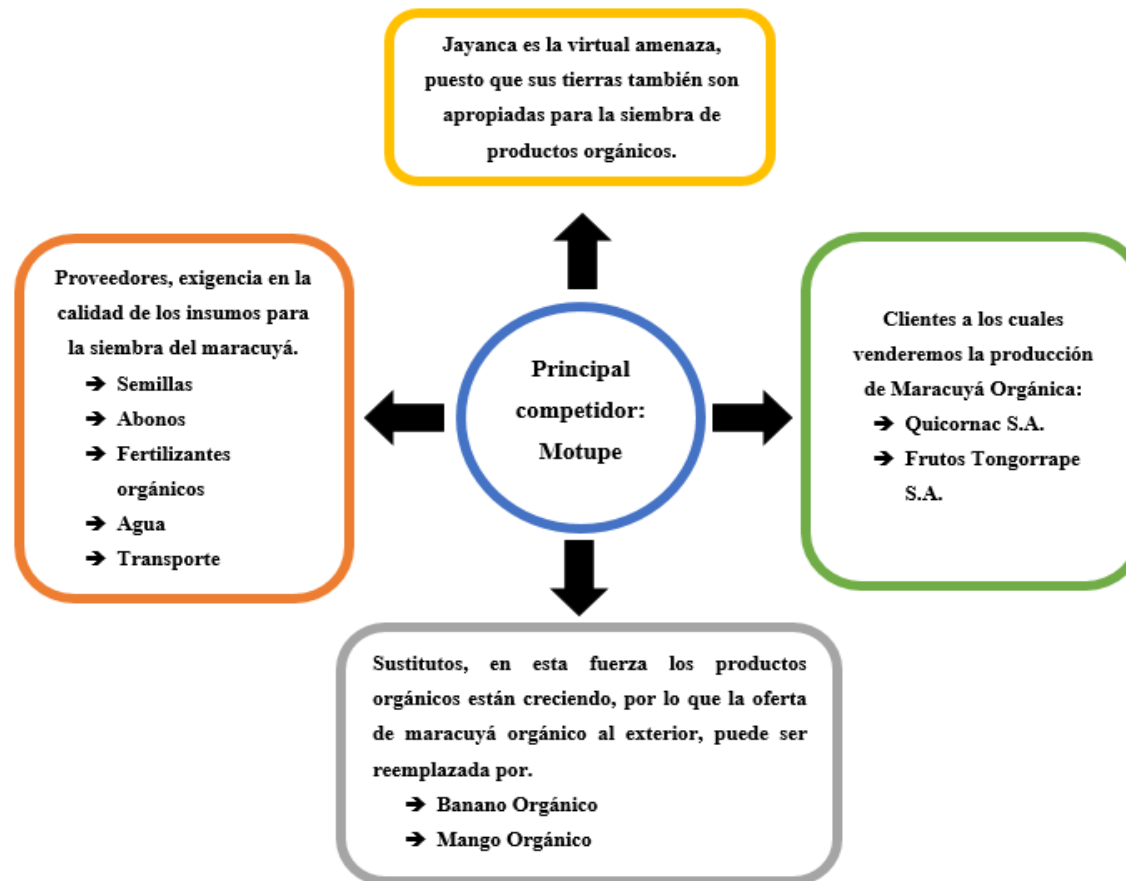 Jayanca es la virtual amenaza,
puesto que sus tierras también son
apropiadas para la siembra de
productos orgánicos.
Proveedores, exigencia en la
calidad de los insumos para
la siembra del maracuyá.
➔ Semillas
➔ Abonos
➔ Fertilizantes
orgánicos
➔ Agua
➔ Transporte
Principal
competidor:
Motupe
Clientes a los cuales
venderemos la producción
de Maracuyá Orgánica:
➔ Quicornac S.A.
➔ Frutos Tongorrape
S.A.
Sustitutos, en esta fuerza los productos
orgánicos están creciendo, por lo que la oferta
de maracuyá orgánico al exterior, puede ser
reemplazada por.
➔ Banano Orgánico
➔ Mango Orgánico